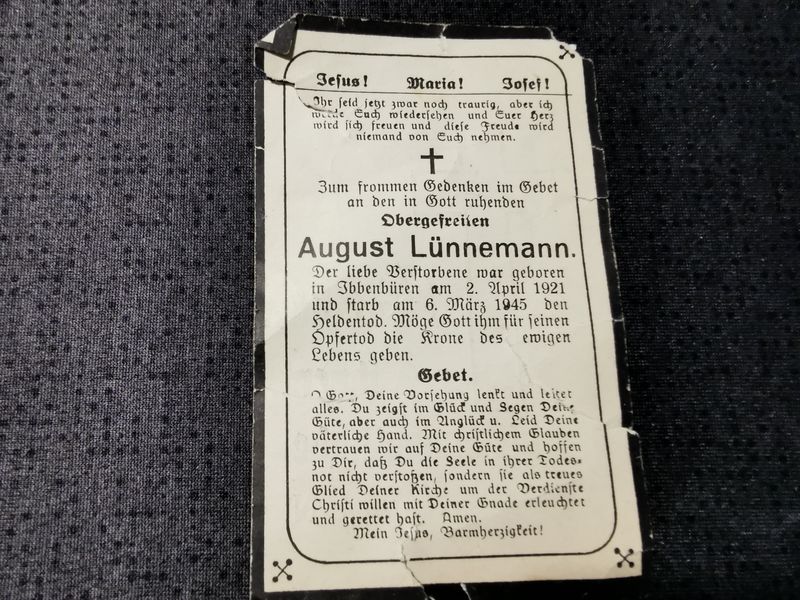 Jesus! Maria! Josef!
Ihr seid jetzt zwar noch traurig, aber ich
werde Euch wiedersehen und Euer Herz
wird sich freuen und diese Freude wird
niemand von Euch nehmen.
Zum frommen Gedenken im Gebet
an den in Gott ruhenden
Obergefreiten
August Lünnemann.
Der liebe Verstorbene war geboren
in Ibbenbüren am 2. April 1921
und starb am 6. März 1945 den
Heldentod. Möge Gott ihm für seinen
Opfertod die Krone des ewigen
Lebens geben.
Gebet.
O Gott, Deine Vorsehung lenkt und leitet
alles. Du zeigst im Glück und Segen Deine
Güte, aber auch im Unglück u. Leid Deine
väterliche Hand. Mit christlichem Glauben
vertrauen wir auf Deine Güte und hoffen
zu Dir, daß Du die Seele in ihrer Todes-
not nicht verstoßen, sondern sie als treues
Glied Deiner Kirche um der Verdienste
Christi willen mit Deiner Gnade erleuchtet
und gerettet hast. Amen.
Mein Jesus, Barmherzigkeit!